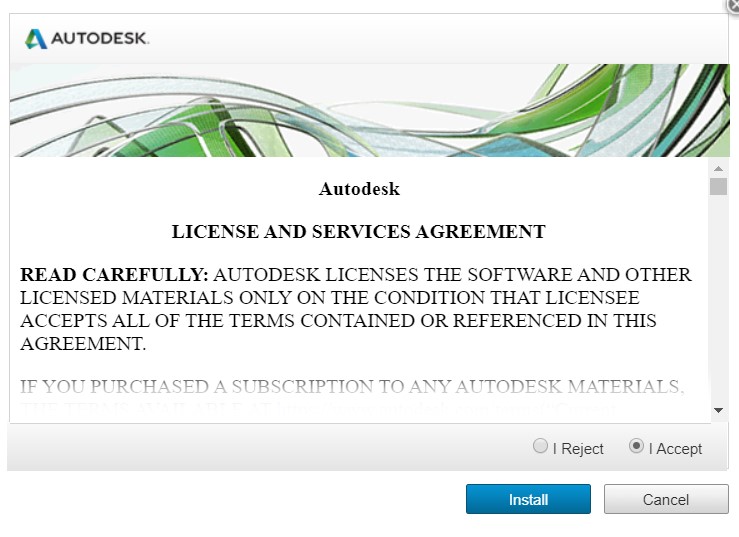 AUTODESK.
Autodesk
LICENSE AND SERVICES AGREEMENT
READ CAREFULLY: AUTODESK LICENSES THE SOFTWARE AND OTHER
LICENSED MATERIALS ONLY ON THE CONDITION THAT LICENSEE
ACCEPTS ALL OF THE TERMS CONTAINED OR REFERENCED IN THIS
AGREEMENT.
IF YOU PURCHASED A SUBSCRIPTION TO ANY AUTODESK MATERIALS,
THE TERMS AVAILABLE AT
I Reject
I Accept
Install
Cancel